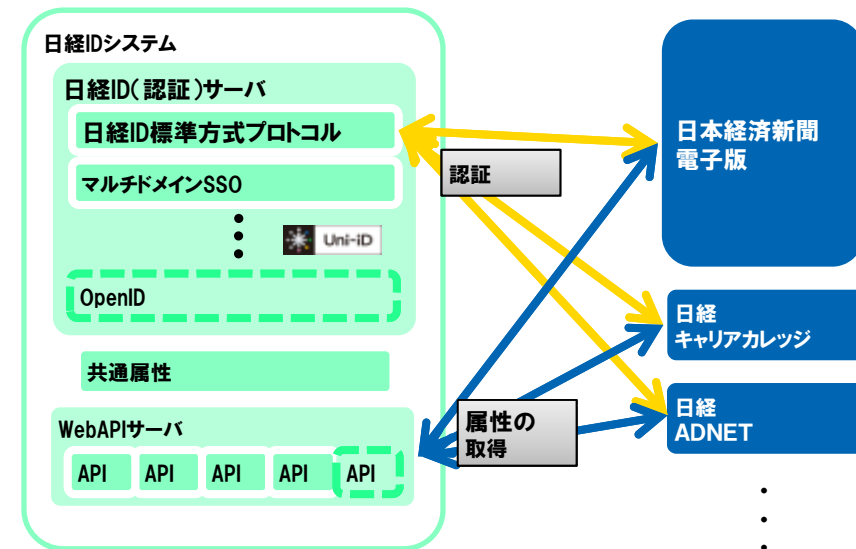 日経IDシステム
日経ID(認証)サーバ
日経ID標準方式プロトコル
マルチドメインSSO
Uni-iD
OpenID
共通属性
WebAPIサーバ
API API API API API
認証
属性の
取得
日本経済新聞
電子版
日経
キャリアカレッジ
日経
ADNET